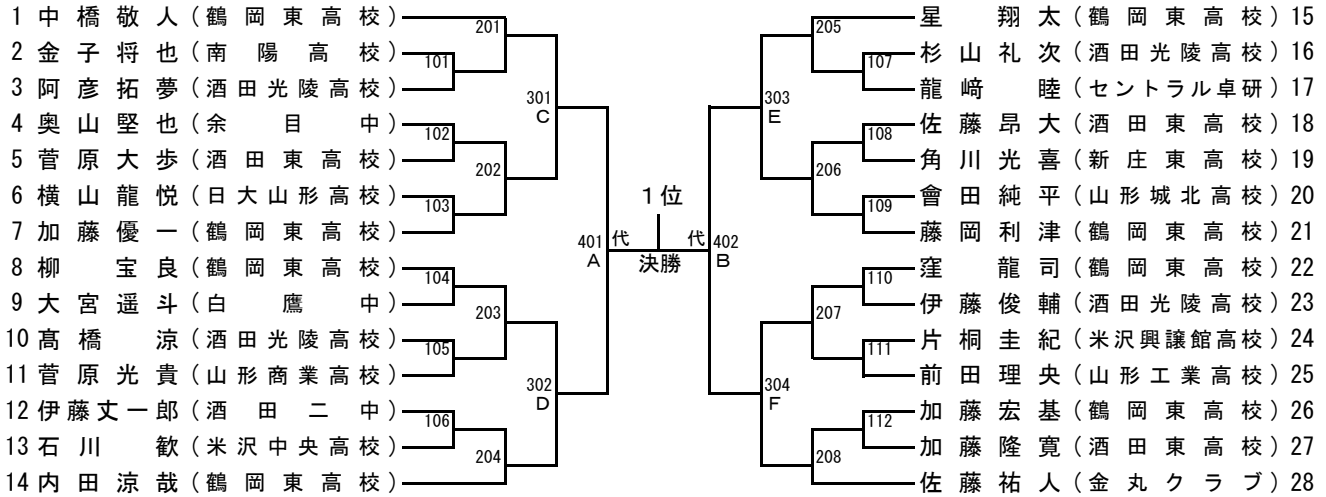 1 中橋敬人(鶴岡東高校)
2 金子将也(南陽高校)
3 阿彦拓夢(酒田光陵高校)
4 奥山堅也(余目中)
5 菅原大歩(酒田東高校)
6 横山龍悦(日大山形高校)
7 加藤優一(鶴岡東高校)
8 柳宝良(鶴岡東高校)
9 大宮遥斗(白鷹中)
10 髙橋涼(酒田光陵高校)
11 菅原光貴(山形商業高校)
12 伊藤丈一郎(酒田二中)
13 石川歓(米沢中央高校)
14 内田涼哉(鶴岡東高校)
201
101
301
C
102
202
103
401 代
A
104
203
105
302
D
106
204
1位
決勝
代 402
B
205
107
303
E
108
206
109
110
207
111
304
F
112
208
星翔太(鶴岡東高校) 15
杉山礼次(酒田光陵高校) 16
龍﨑睦(セントラル卓研) 17
佐藤昂大(酒田東高校) 18
角川光喜(新庄東高校) 19
會田純平(山形城北高校) 20
藤岡利津(鶴岡東高校) 21
窪龍司(鶴岡東高校) 22
伊藤俊輔(酒田光陵高校) 23
片桐圭紀(米沢興譲館高校) 24
前田理央(山形工業高校) 25
加藤宏基(鶴岡東高校) 26
加藤隆寛(酒田東高校) 27
佐藤祐人(金丸クラブ) 28